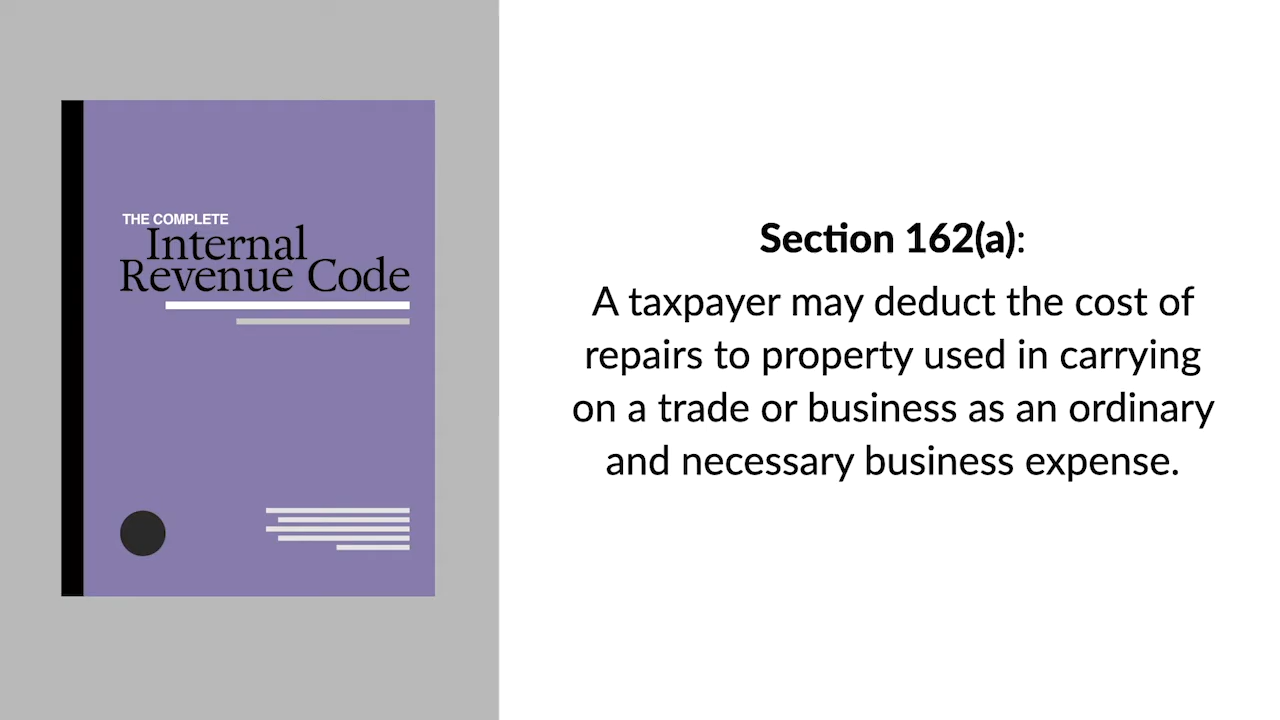 THE COMPLETE
Internal
Revenue Code
Section 162(a):
A taxpayer may deduct the cost of
repairs to property used in carrying
on a trade or business as an ordinary
and necessary business expense.